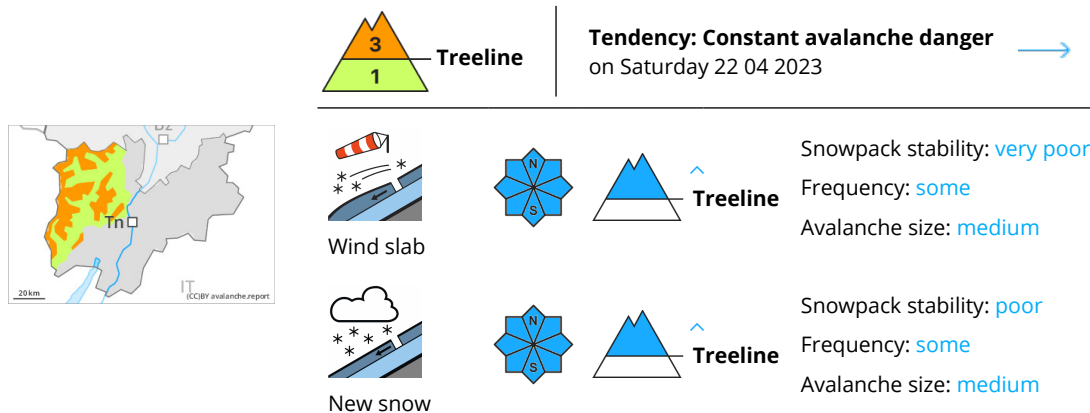 3
1
Treeline
Tendency: Constant avalanche danger
on Saturday 22 04 2023
BZ
Tn
IT
20 km
(CC)BY avalanche.report
Wind slab
N
S
Treeline
Snowpack stability: very poor
Frequency: some
Avalanche size: medium
New snow
N
S
Treeline
Snowpack stability: poor
Frequency: some
Avalanche size: medium